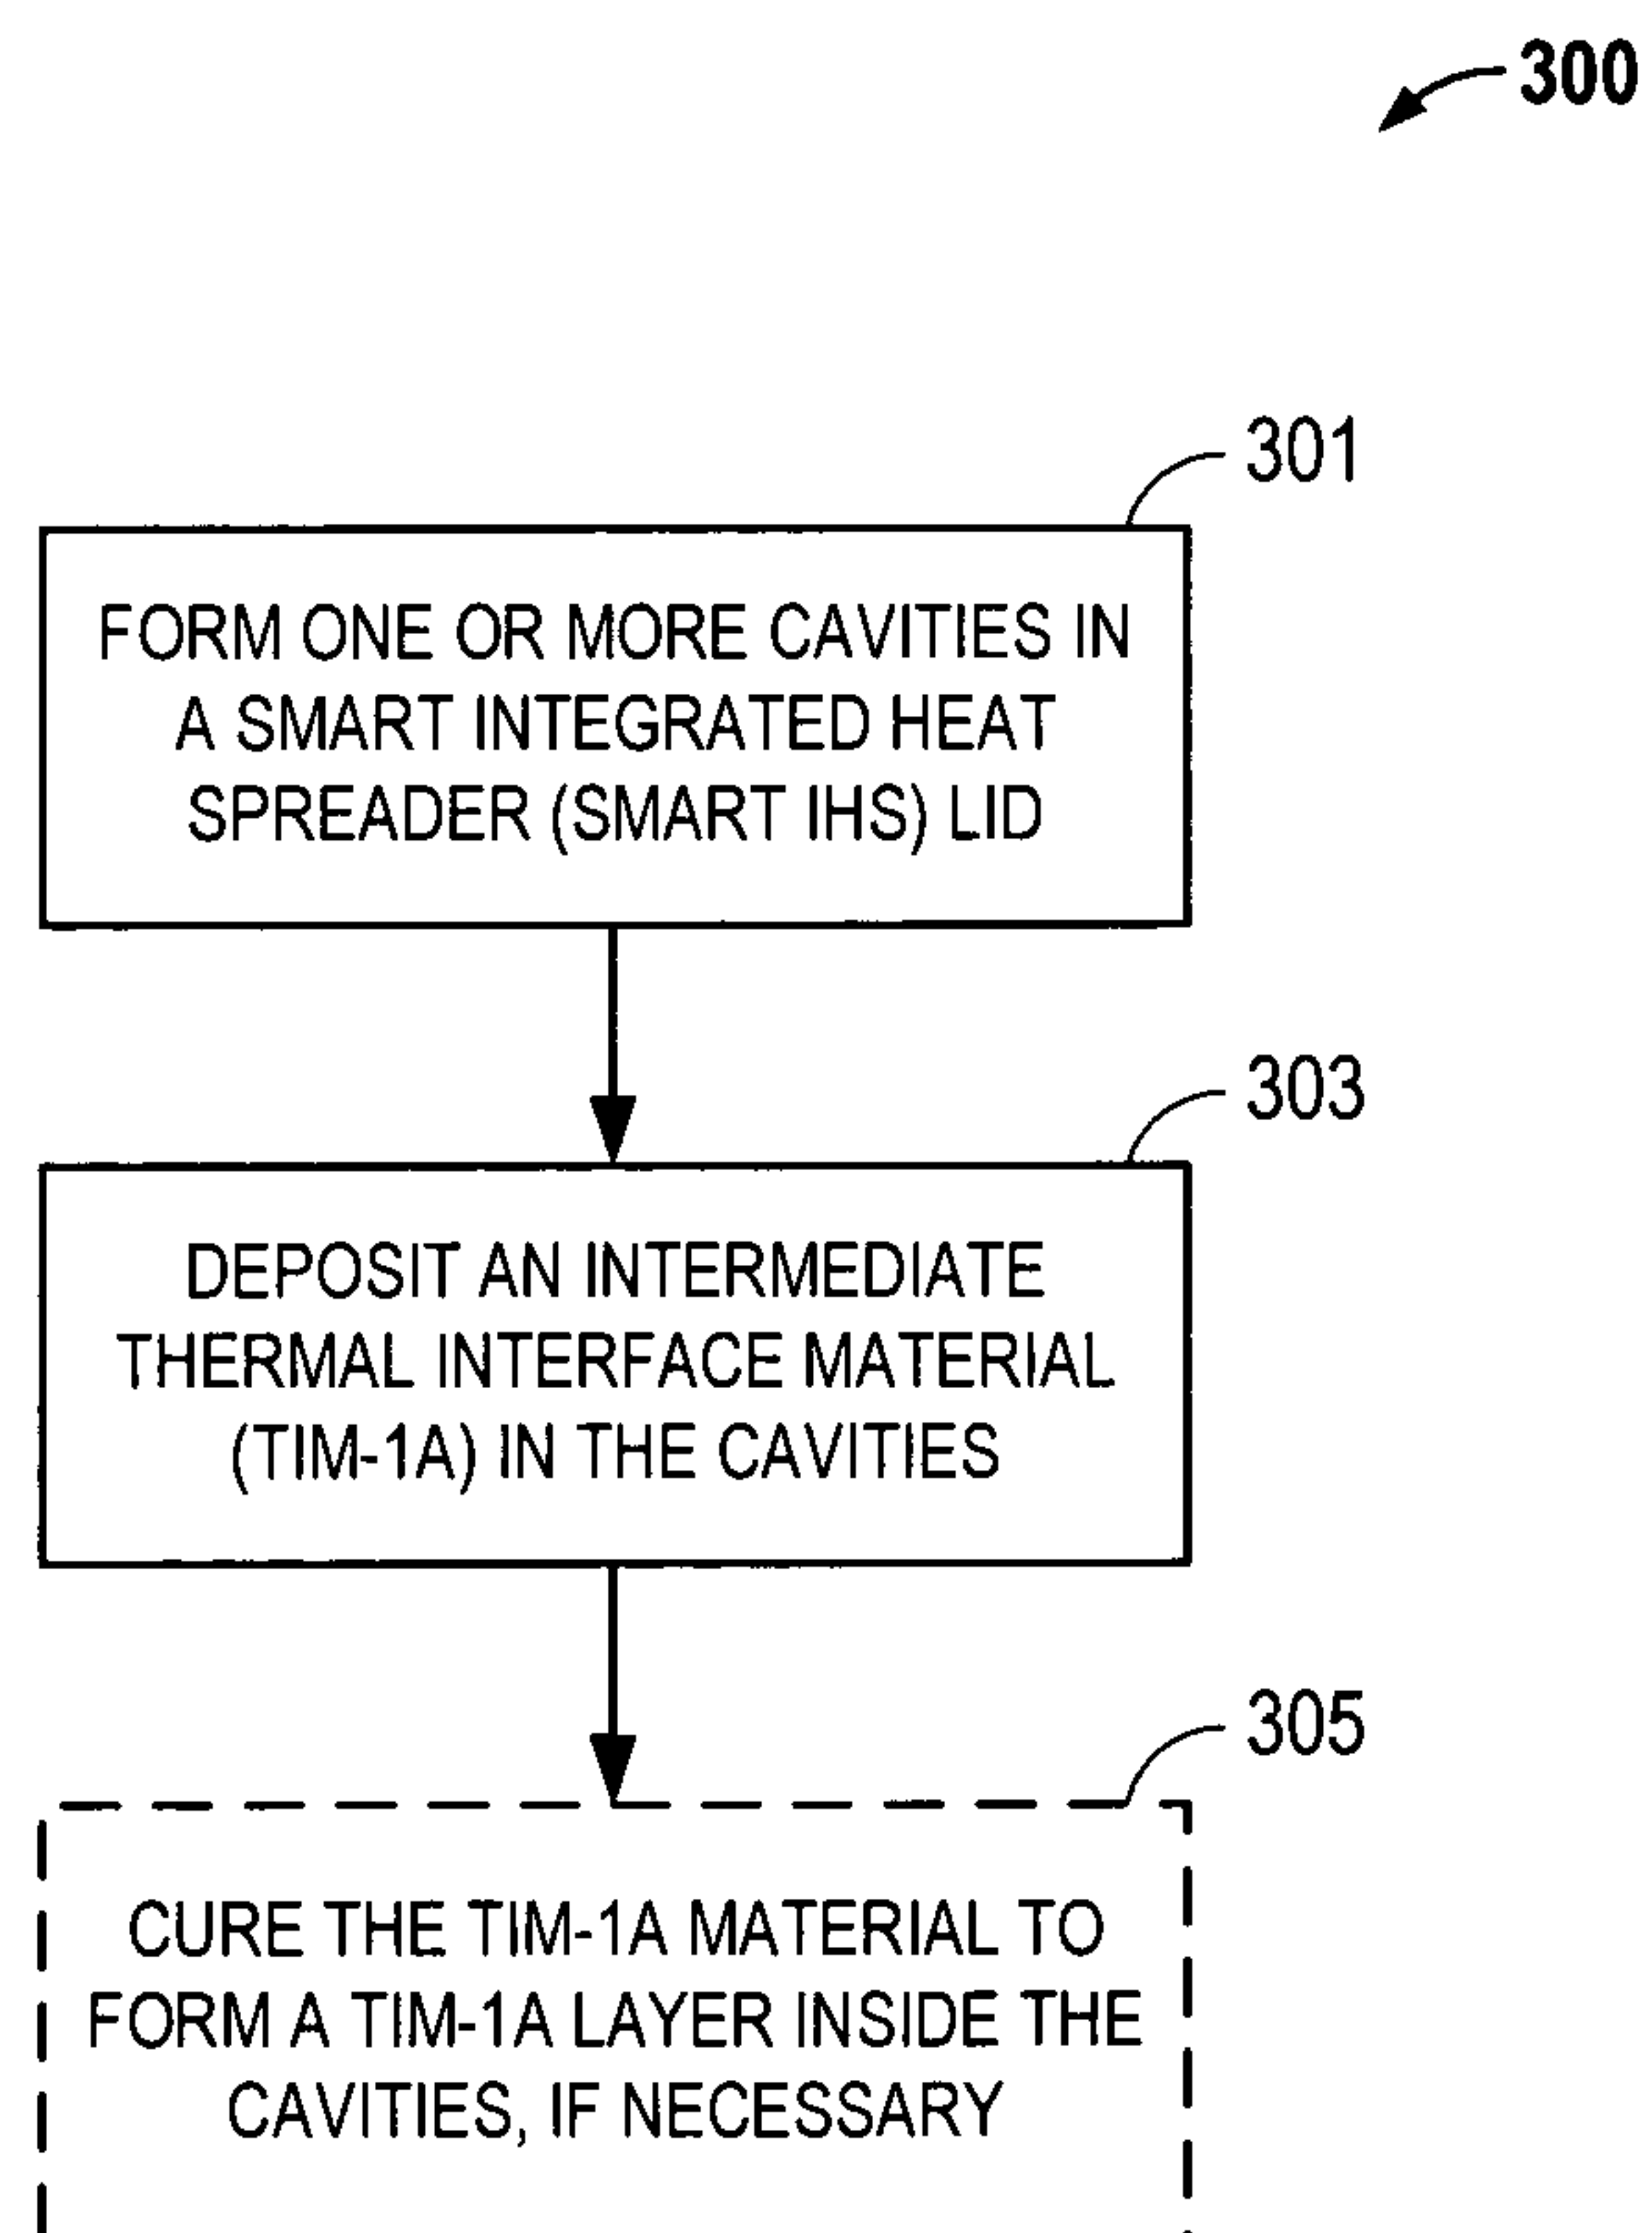 300
301
FORM ONE OR MORE CAVITIES IN
A SMART INTEGRATED HEAT
SPREADER (SMART IHS) LID
303
DEPOSIT AN INTERMEDIATE
THERMAL INTERFACE MATERIAL
(TIM-1A) IN THE CAVITIES
305
CURE THE TIM-1A MATERIAL TO
FORM A TIM-1A LAYER INSIDE THE
CAVITIES, IF NECESSARY